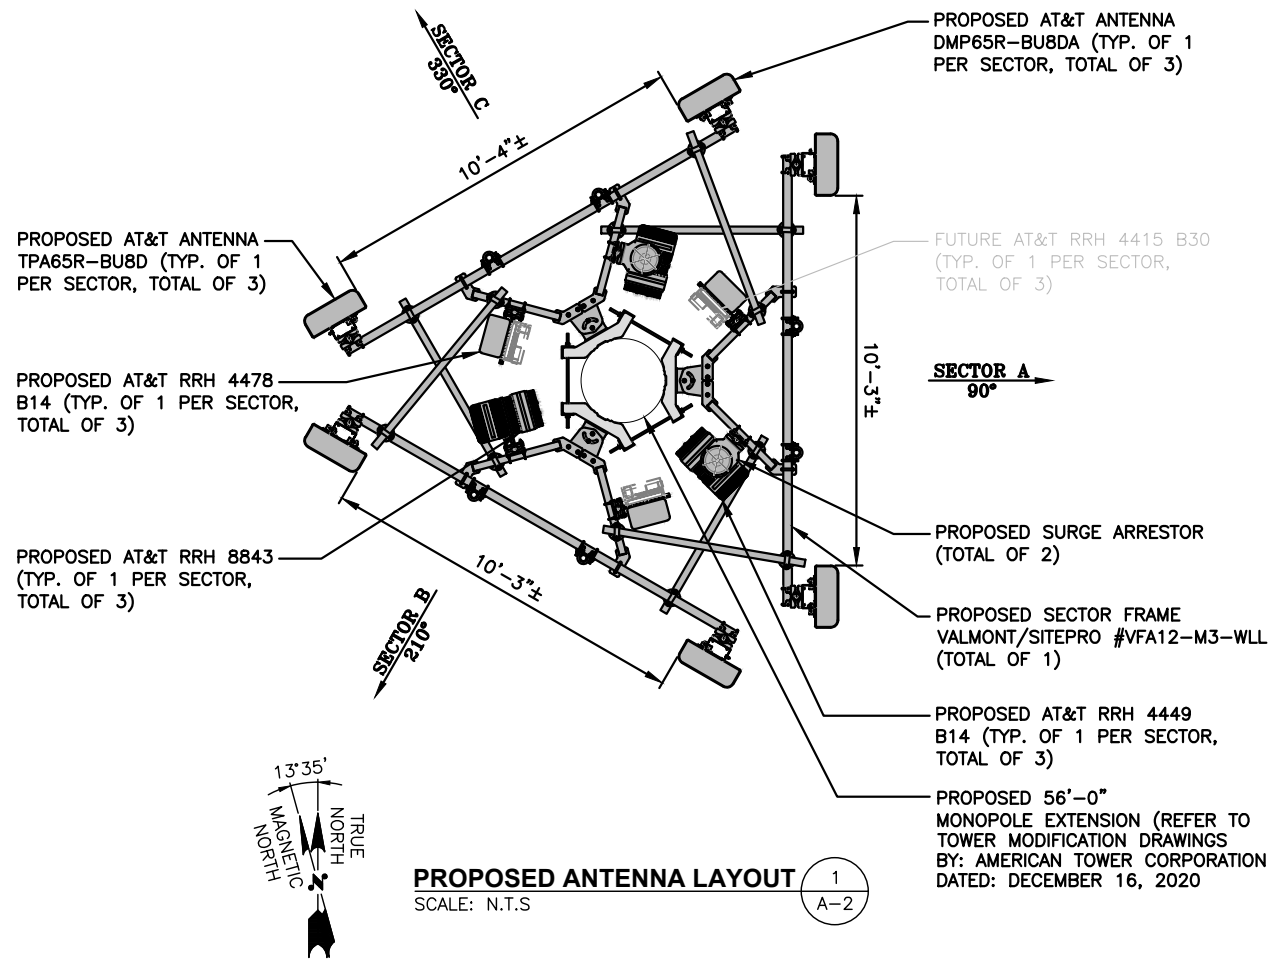 SECTOR C
330°
PROPOSED AT&T ANTENNA
DMP65R-BU8DA (TYP. OF 1
PER SECTOR, TOTAL OF 3)
10'-4"±
PROPOSED AT&T ANTENNA
TPA65R-BU8D (TYP. OF 1
PER SECTOR, TOTAL OF 3)
FUTURE AT&T RRH 4415 B30
(TYP. OF 1 PER SECTOR,
TOTAL OF 3)
PROPOSED AT&T RRH 4478
B14 (TYP. OF 1 PER SECTOR,
TOTAL OF 3)
10'-3"±
SECTOR A
90°
PROPOSED AT&T RRH 8843
(TYP. OF 1 PER SECTOR,
TOTAL OF 3)
10'-3"±
SECTOR B
210°
PROPOSED SURGE ARRESTOR
(TOTAL OF 2)
PROPOSED SECTOR FRAME
VALMONT/SITEPRO #VFA12-M3-WLL
(TOTAL OF 1)
PROPOSED AT&T RRH 4449
B14 (TYP. OF 1 PER SECTOR,
TOTAL OF 3)
PROPOSED 56'-0"
MONOPOLE EXTENSION (REFER TO
TOWER MODIFICATION DRAWINGS
BY: AMERICAN TOWER CORPORATION
DATED: DECEMBER 16, 2020
13°35'
TRUE
NORTH
MAGNETIC
NORTH
N
PROPOSED ANTENNA LAYOUT
SCALE: N.T.S
1
A-2